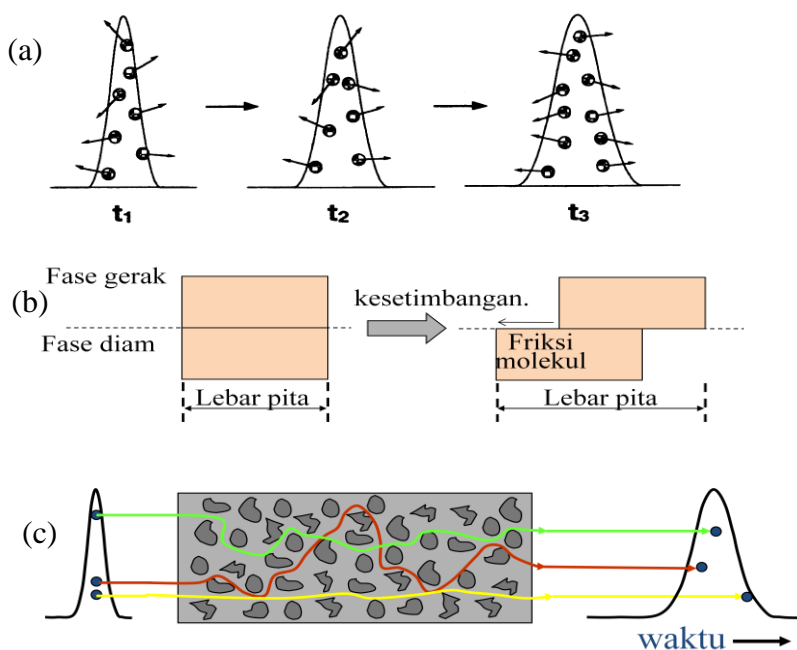 (a)
t₁
t₂
t₃
(b)
Fase gerak
Fase diam
kesetimbangan.
Friksi
molekul
Lebar pita
Lebar pita
(c)
waktu